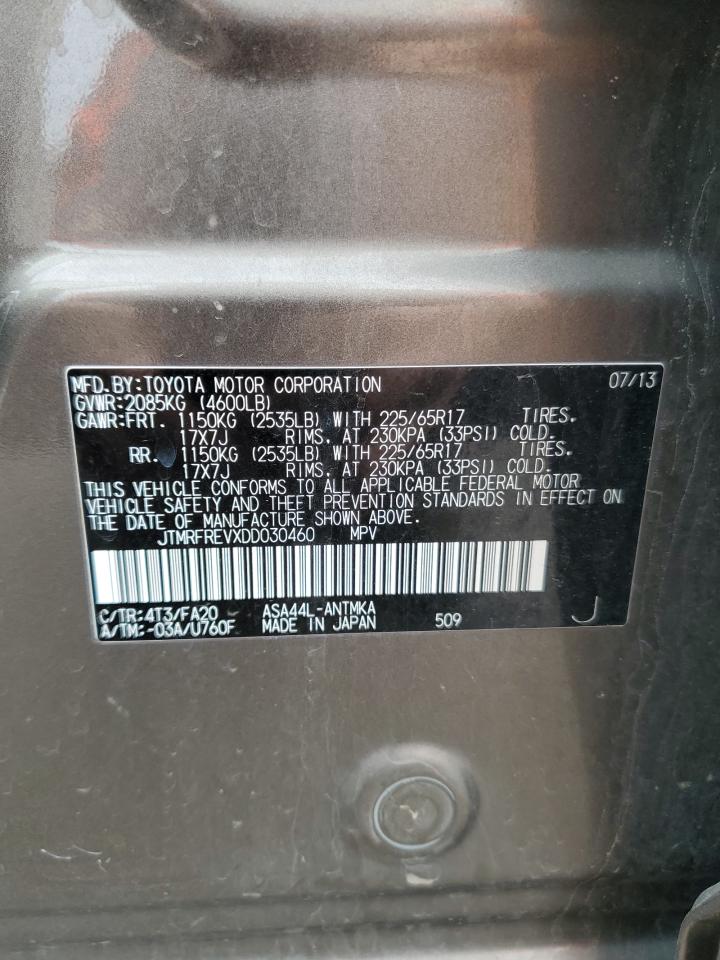 MFD. BY: TOYOTA MOTOR CORPORATION 07/13
GVWR: 2085KG (4600LB)
GAWR: FRT. 1150KG (2535LB) WITH 225/65R17 TIRES.
17X7J RIMS, AT 230KPA (33PSI) COLD.
RR. 1150KG (2535LB) WITH 225/65R17 TIRES.
17X7J RIMS, AT 230KPA (33PSI) COLD.
THIS VEHICLE CONFORMS TO ALL APPLICABLE FEDERAL MOTOR
VEHICLE SAFETY AND THEFT PREVENTION STANDARDS IN EFFECT ON
THE DATE OF MANUFACTURE SHOWN ABOVE.
JTMRFREVXDD030460 MPV
C/TR: 4T3/FA20 ASA44L-ANTMKA
A/TM: -03A/U760F MADE IN JAPAN 509 J